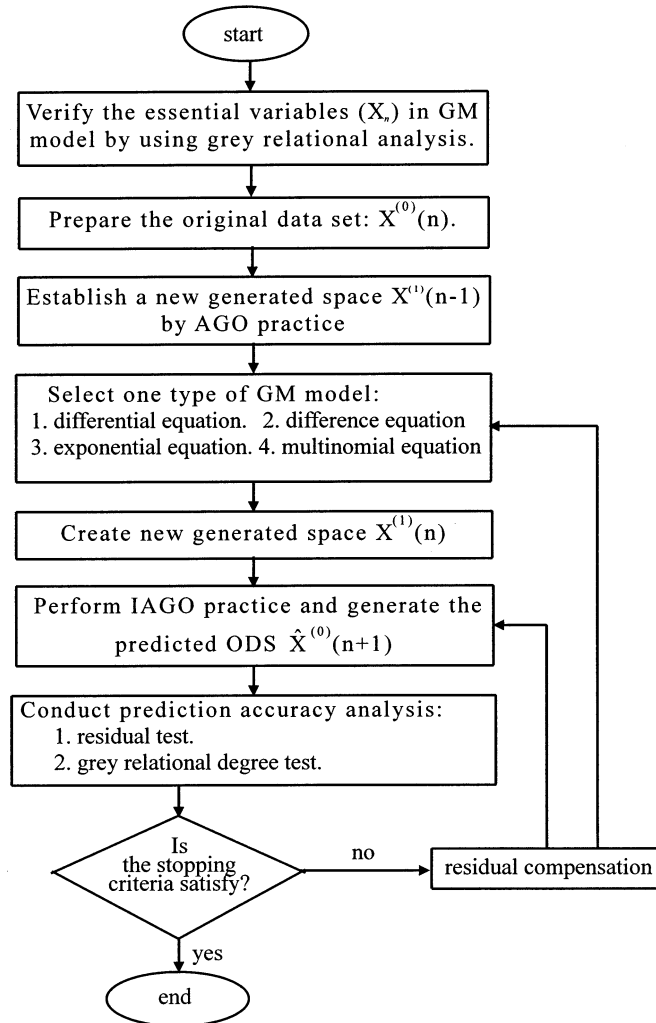 start
Verify the essential variables (Xₙ) in GM
model by using grey relational analysis.
Prepare the original data set: X⁽⁰⁾(n).
Establish a new generated space X⁽¹⁾(n-1)
by AGO practice
Select one type of GM model:
1. differential equation. 2. difference equation
3. exponential equation. 4. multinomial equation
Create new generated space X⁽¹⁾(n)
Perform IAGO practice and generate the
predicted ODS X̂⁽⁰⁾(n+1)
Conduct prediction accuracy analysis:
1. residual test.
2. grey relational degree test.
Is
the stopping
criteria satisfy?
no
residual compensation
yes
end